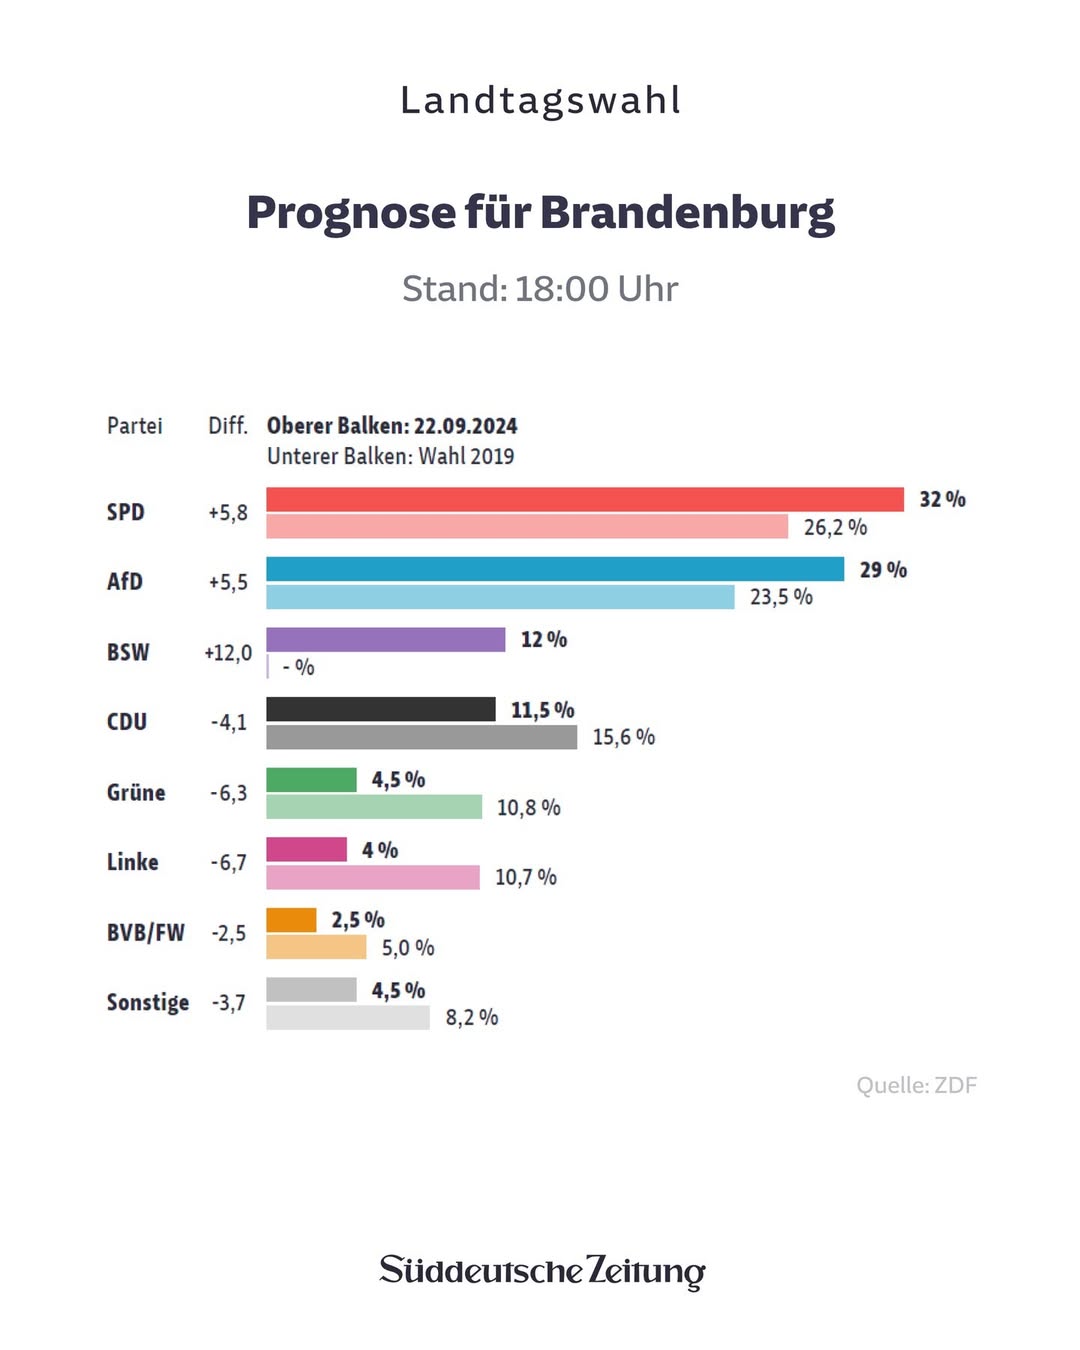 Landtagswahl
Prognose für Brandenburg
Stand: 18:00 Uhr
Partei Diff. Oberer Balken: 22.09.2024
Unterer Balken: Wahl 2019
SPD +5,8 32 %
26,2 %
AfD +5,5 29 %
23,5 %
BSW +12,0 12 %
- %
CDU -4,1 11,5 %
15,6 %
Grüne -6,3 4,5 %
10,8 %
Linke -6,7 4 %
10,7 %
BVB/FW -2,5 2,5 %
5,0 %
Sonstige -3,7 4,5 %
8,2 %
Quelle: ZDF
Süddeutsche Zeitung